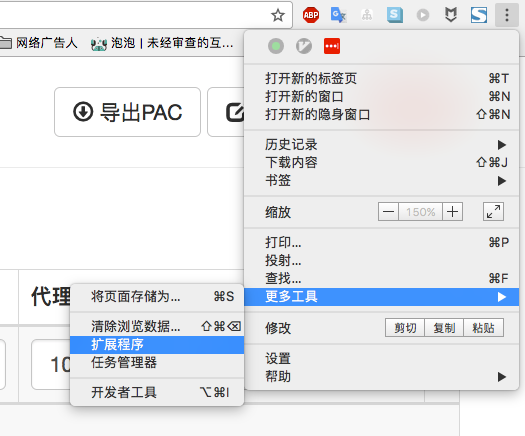 ABP
网络广告人
泡泡 | 未经审查的互...
导出PAC
打开新的标签页 ⌘T
打开新的窗口 ⌘N
打开新的隐身窗口 ⇧⌘N
历史记录
下载内容 ⇧⌘J
书签
缩放 150%
打印... ⌘P
投射...
查找... ⌘F
更多工具
代理
将页面存储为... ⌘S
清除浏览数据... ⇧⌘⌫
扩展程序
任务管理器
开发者工具 ⌥⌘I
修改 剪切 复制 粘贴
设置
帮助
10